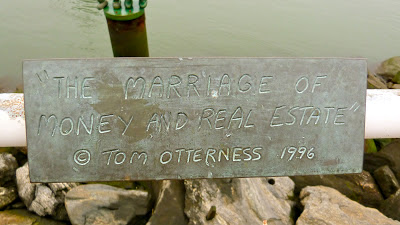 "THE MARRIAGE OF
MONEY AND REAL ESTATE"
© TOM OTTERNESS 1996